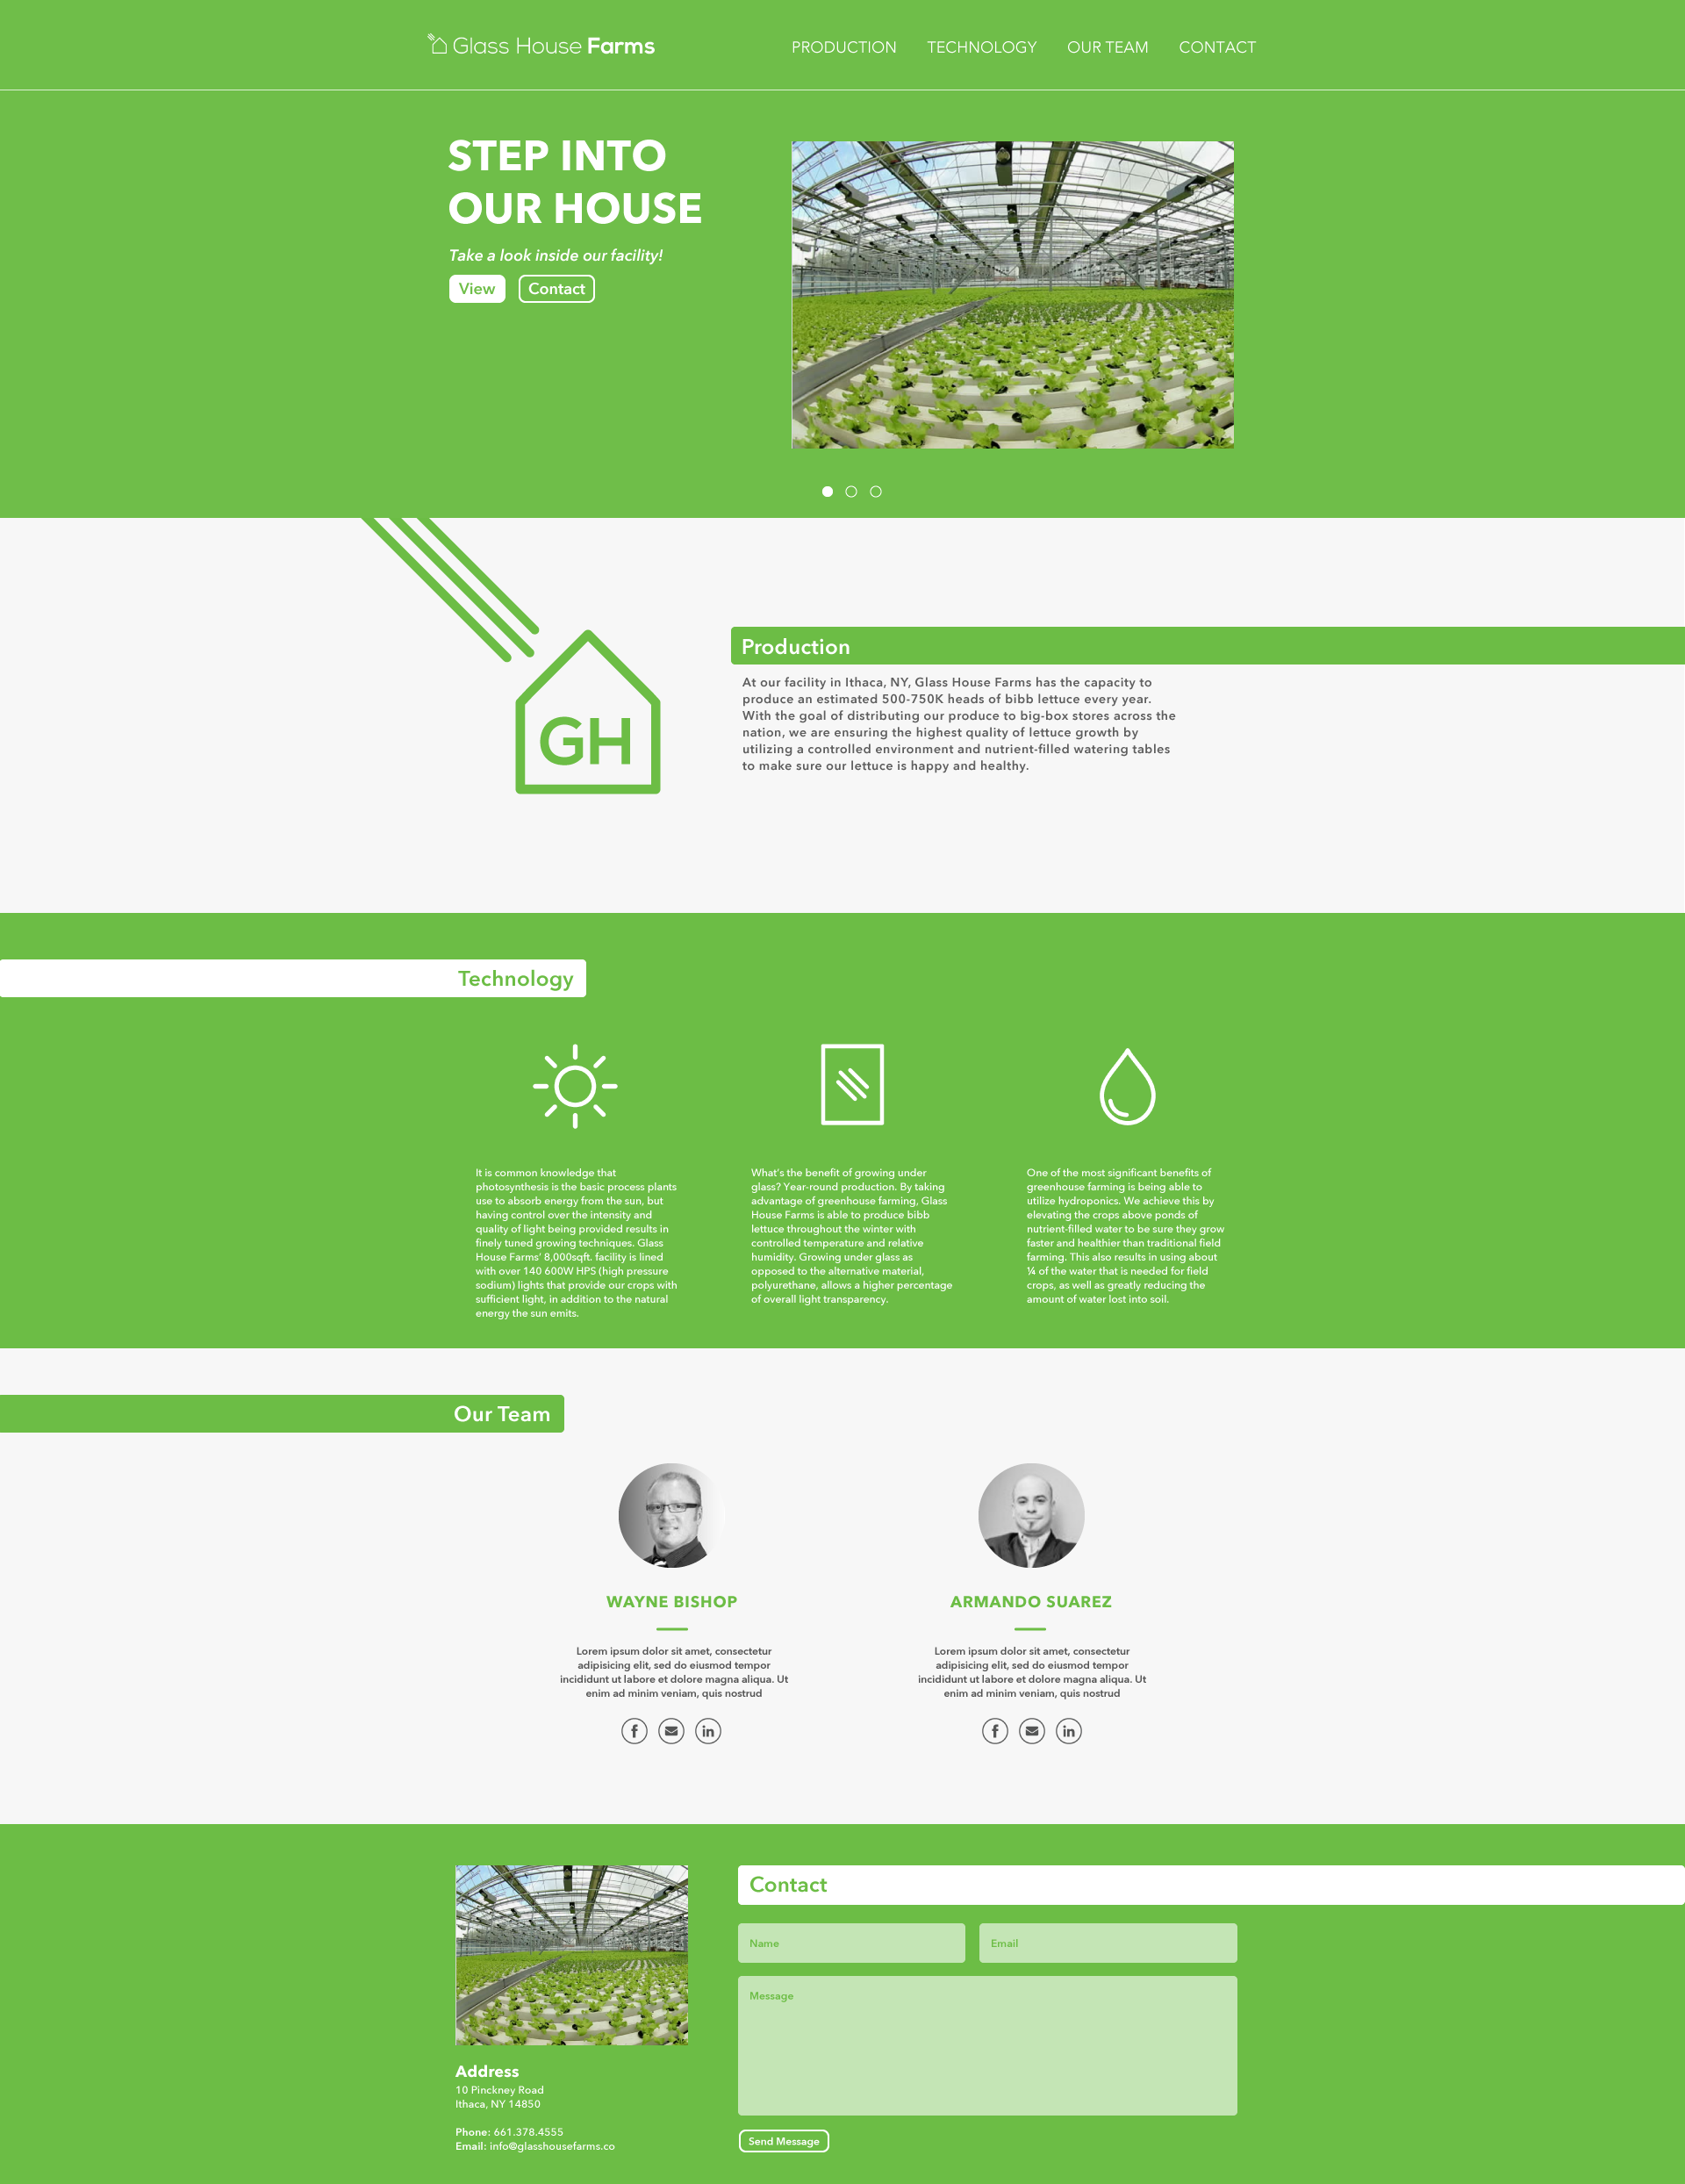 Glass House Farms
PRODUCTION TECHNOLOGY OUR TEAM CONTACT
STEP INTO
OUR HOUSE
Take a look inside our facility!
View Contact
GH
Production
At our facility in Ithaca, NY, Glass House Farms has the capacity to
produce an estimated 500-750K heads of bibb lettuce every year.
With the goal of distributing our produce to big-box stores across the
nation, we are ensuring the highest quality of lettuce growth by
utilizing a controlled environment and nutrient-filled watering tables
to make sure our lettuce is happy and healthy.
Technology
It is common knowledge that
photosynthesis is the basic process plants
use to absorb energy from the sun, but
having control over the intensity and
quality of light being provided results in
finely tuned growing techniques. Glass
House Farms' 8,000sqft. facility is lined
with over 140 600W HPS (high pressure
sodium) lights that provide our crops with
sufficient light, in addition to the natural
energy the sun emits.
What's the benefit of growing under
glass? Year-round production. By taking
advantage of greenhouse farming, Glass
House Farms is able to produce bibb
lettuce throughout the winter with
controlled temperature and relative
humidity. Growing under glass as
opposed to the alternative material,
polyurethane, allows a higher percentage
of overall light transparency.
One of the most significant benefits of
greenhouse farming is being able to
utilize hydroponics. We achieve this by
elevating the crops above ponds of
nutrient-filled water to be sure they grow
faster and healthier than traditional field
farming. This also results in using about
¼ of the water that is needed for field
crops, as well as greatly reducing the
amount of water lost into soil.
Our Team
WAYNE BISHOP
Lorem ipsum dolor sit amet, consectetur
adipisicing elit, sed do eiusmod tempor
incididunt ut labore et dolore magna aliqua. Ut
enim ad minim veniam, quis nostrud
f in
ARMANDO SUAREZ
Lorem ipsum dolor sit amet, consectetur
adipisicing elit, sed do eiusmod tempor
incididunt ut labore et dolore magna aliqua. Ut
enim ad minim veniam, quis nostrud
f in
Address
10 Pinckney Road
Ithaca, NY 14850
Phone: 661.378.4555
Email: info@glasshousefarms.co
Contact
Name Email
Message
Send Message